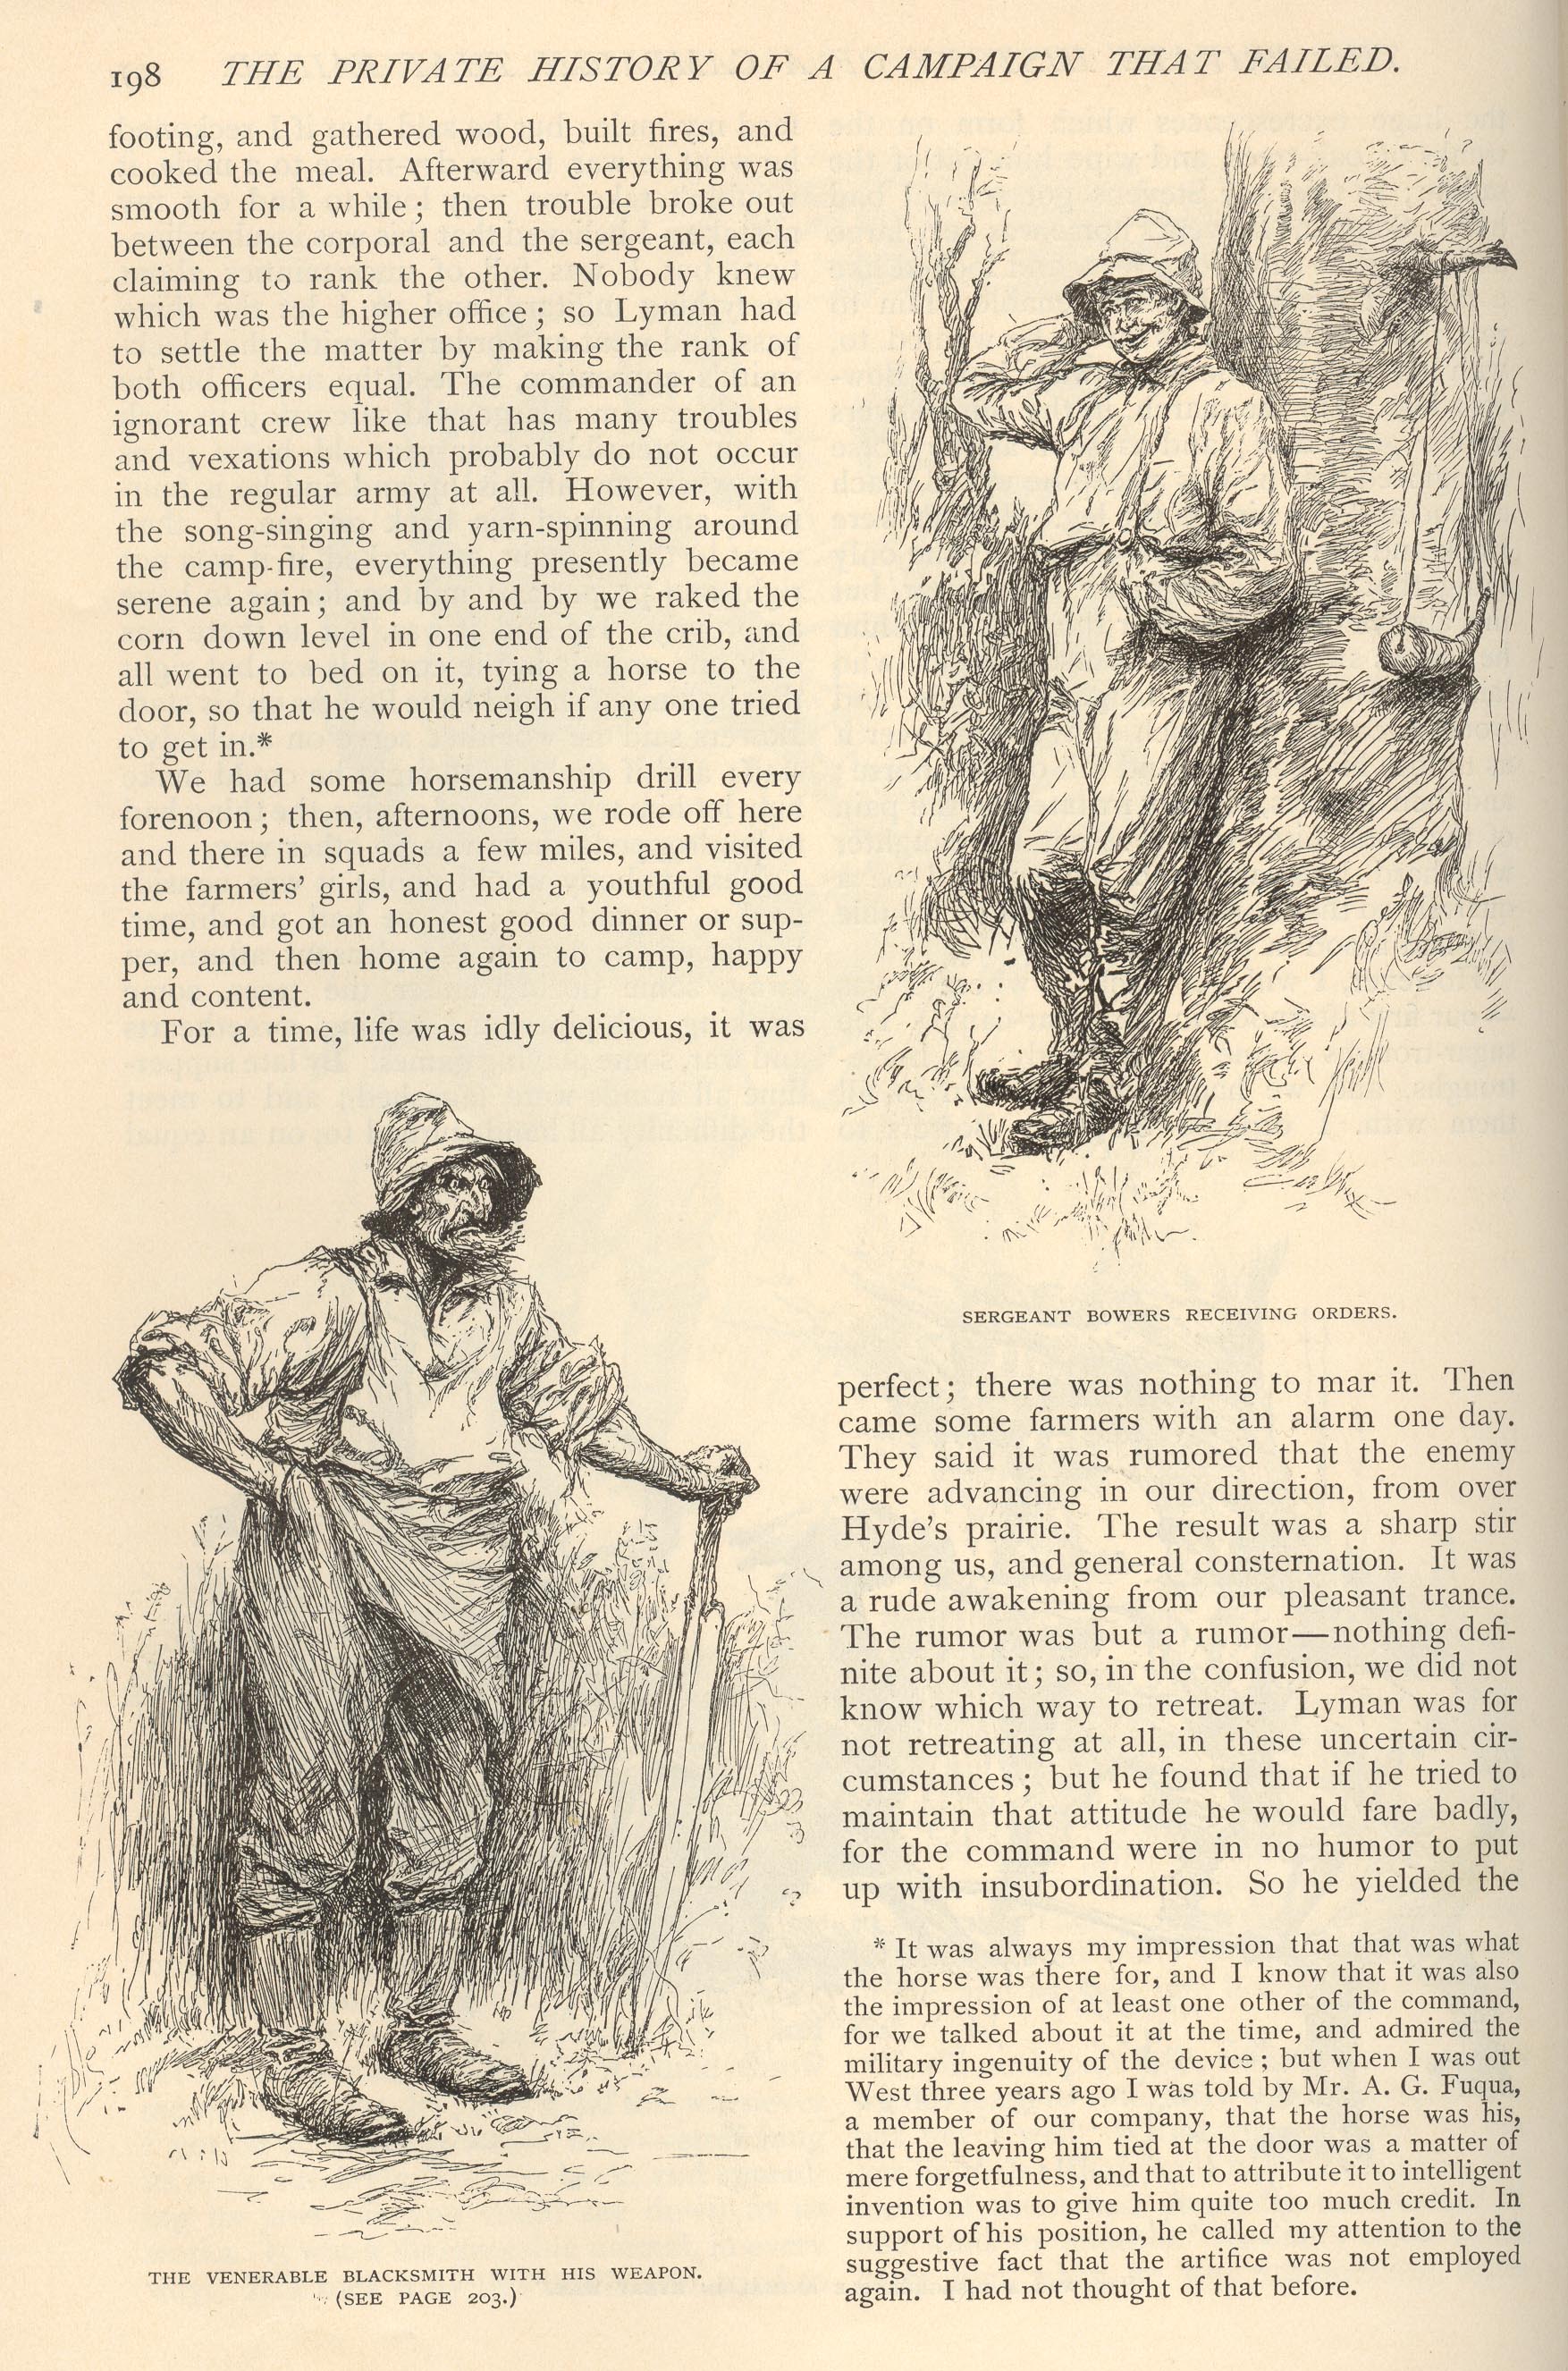 198 THE PRIVATE HISTORY OF A CAMPAIGN THAT FAILED.
footing, and gathered wood, built fires, and
cooked the meal. Afterward everything was
smooth for a while; then trouble broke out
between the corporal and the sergeant, each
claiming to rank the other. Nobody knew
which was the higher office; so Lyman had
to settle the matter by making the rank of
both officers equal. The commander of an
ignorant crew like that has many troubles
and vexations which probably do not occur
in the regular army at all. However, with
the song-singing and yarn-spinning around
the camp-fire, everything presently became
serene again; and by and by we raked the
corn down level in one end of the crib, and
all went to bed on it, tying a horse to the
door, so that he would neigh if any one tried
to get in.*
We had some horsemanship drill every
forenoon; then, afternoons, we rode off here
and there in squads a few miles, and visited
the farmers' girls, and had a youthful good
time, and got an honest good dinner or sup-
per, and then home again to camp, happy
and content.
For a time, life was idly delicious, it was
THE VENERABLE BLACKSMITH WITH HIS WEAPON.
(SEE PAGE 203.)
SERGEANT BOWERS RECEIVING ORDERS.
perfect; there was nothing to mar it. Then
came some farmers with an alarm one day.
They said it was rumored that the enemy
were advancing in our direction, from over
Hyde's prairie. The result was a sharp stir
among us, and general consternation. It was
a rude awakening from our pleasant trance.
The rumor was but a rumor—nothing defi-
nite about it; so, in the confusion, we did not
know which way to retreat. Lyman was for
not retreating at all, in these uncertain cir-
cumstances; but he found that if he tried to
maintain that attitude he would fare badly,
for the command were in no humor to put
up with insubordination. So he yielded the
* It was always my impression that that was what
the horse was there for, and I know that it was also
the impression of at least one other of the command,
for we talked about it at the time, and admired the
military ingenuity of the device; but when I was out
West three years ago I was told by Mr. A. G. Fuqua,
a member of our company, that the horse was his,
that the leaving him tied at the door was a matter of
mere forgetfulness, and that to attribute it to intelligent
invention was to give him quite too much credit. In
support of his position, he called my attention to the
suggestive fact that the artifice was not employed
again. I had not thought of that before.